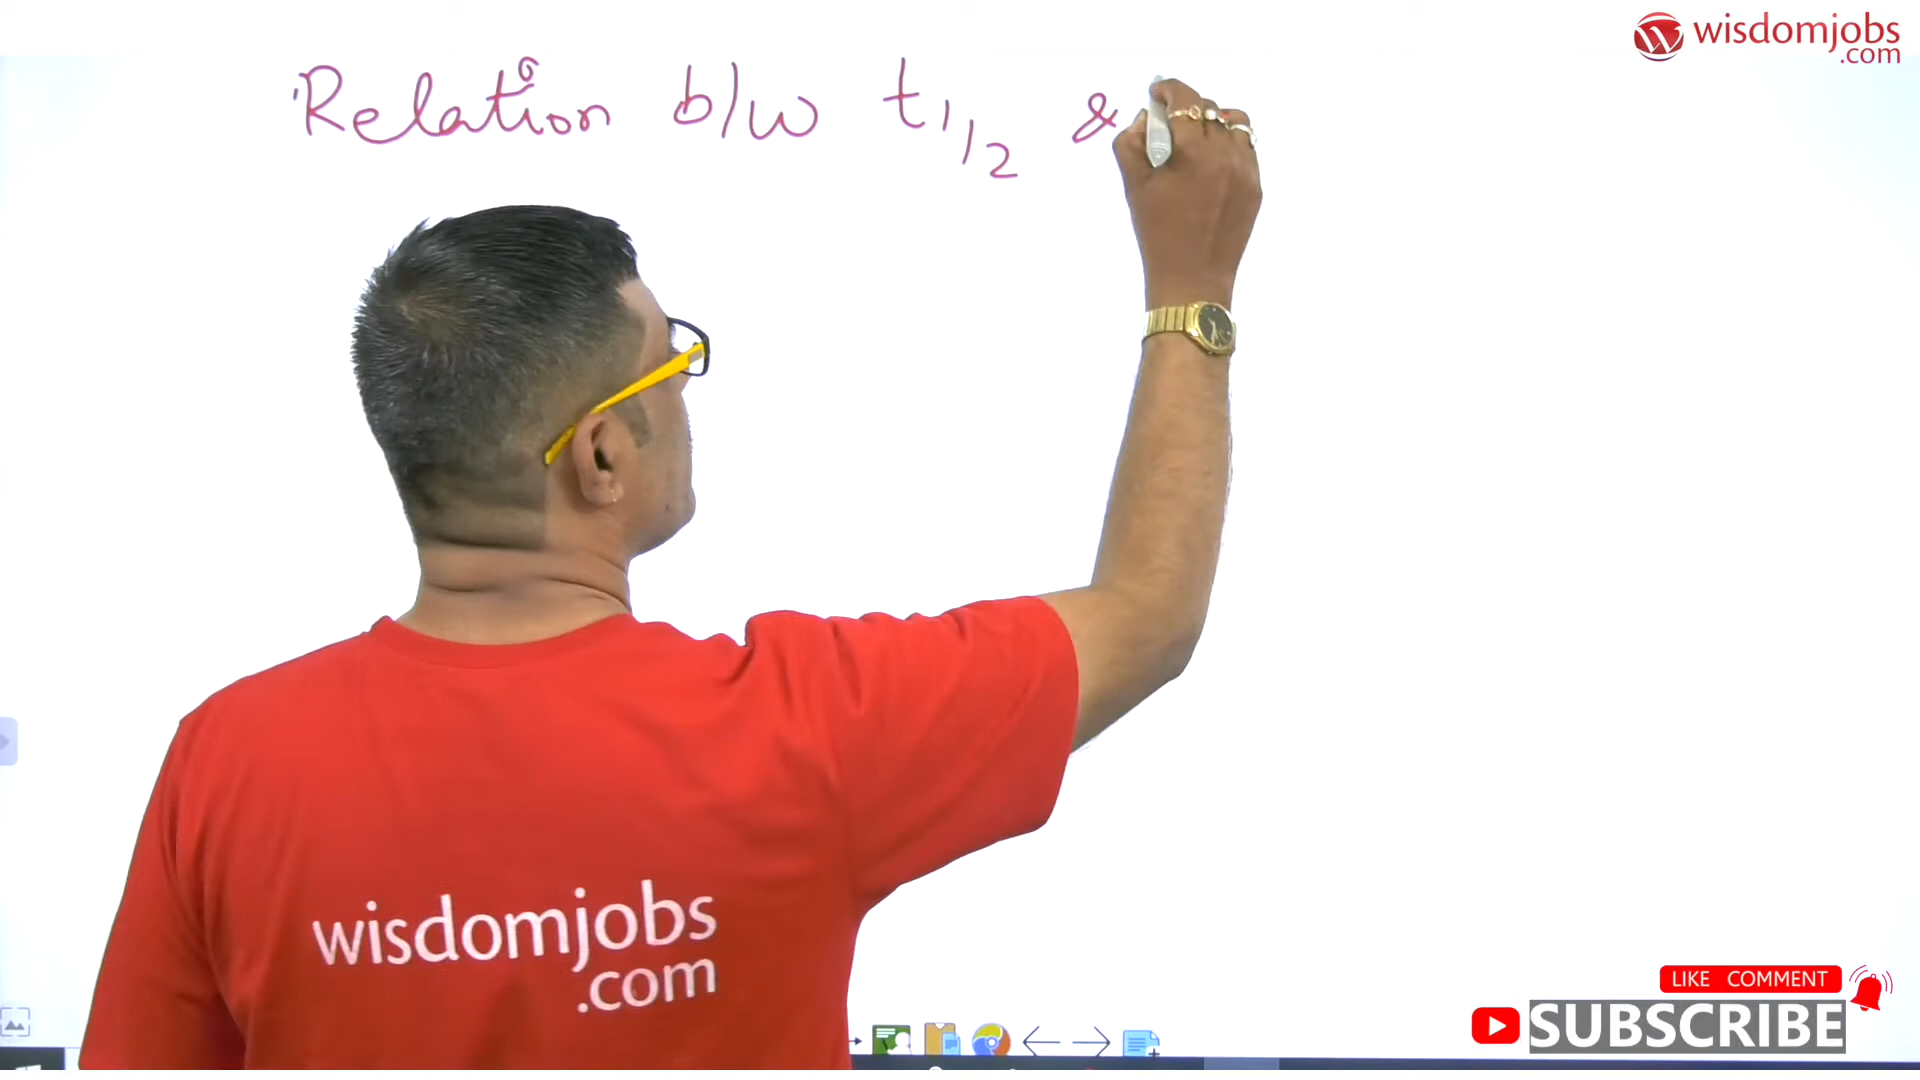 wisdomjobs
.com
Relation b/w t1/2 &
wisdomjobs
.com
LIKE COMMENT
SUBSCRIBE